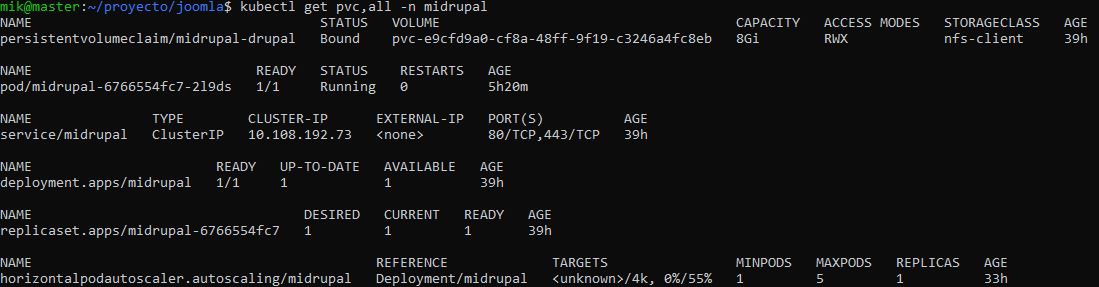 mik@master:~/proyecto/joomla$ kubectl get pvc,all -n midrupal
NAME STATUS VOLUME CAPACITY ACCESS MODES STORAGECLASS AGE
persistentvolumeclaim/midrupal-drupal Bound pvc-e9cfd9a0-cf8a-48ff-9f19-c3246a4fc8eb 8Gi RWX nfs-client 39h
NAME READY STATUS RESTARTS AGE
pod/midrupal-6766554fc7-2l9ds 1/1 Running 0 5h20m
NAME TYPE CLUSTER-IP EXTERNAL-IP PORT(S) AGE
service/midrupal ClusterIP 10.108.192.73 <none> 80/TCP,443/TCP 39h
NAME READY UP-TO-DATE AVAILABLE AGE
deployment.apps/midrupal 1/1 1 1 39h
NAME DESIRED CURRENT READY AGE
replicaset.apps/midrupal-6766554fc7 1 1 1 39h
NAME REFERENCE TARGETS MINPODS MAXPODS REPLICAS AGE
horizontalpodautoscaler.autoscaling/midrupal Deployment/midrupal <unknown>/4k, 0%/55% 1 5 1 33h